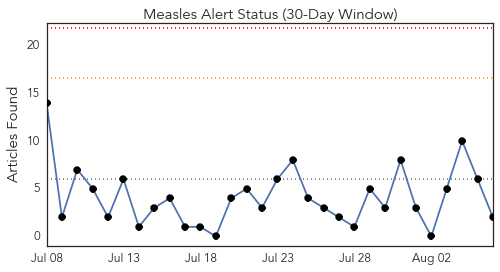 Measles Alert Status (30-Day Window)
Articles Found
20
15
10
5
0
Jul 08 Jul 13 Jul 18 Jul 23 Jul 28 Aug 02